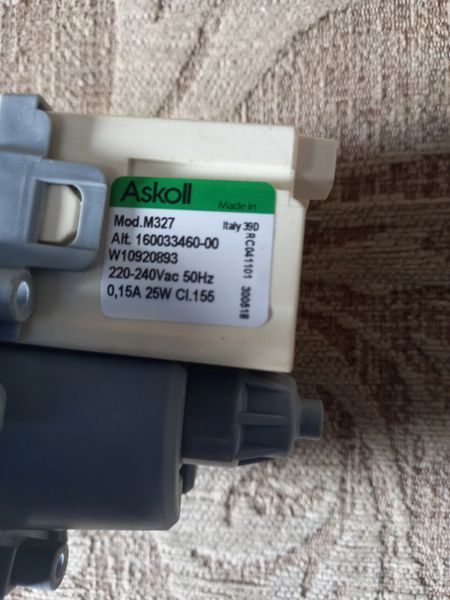 Askoll
Made in
Italy 39D
Mod.M327
Alt. 160033460-00
W10920893
220-240Vac 50Hz
0,15A 25W Cl.155
RC041101 300518